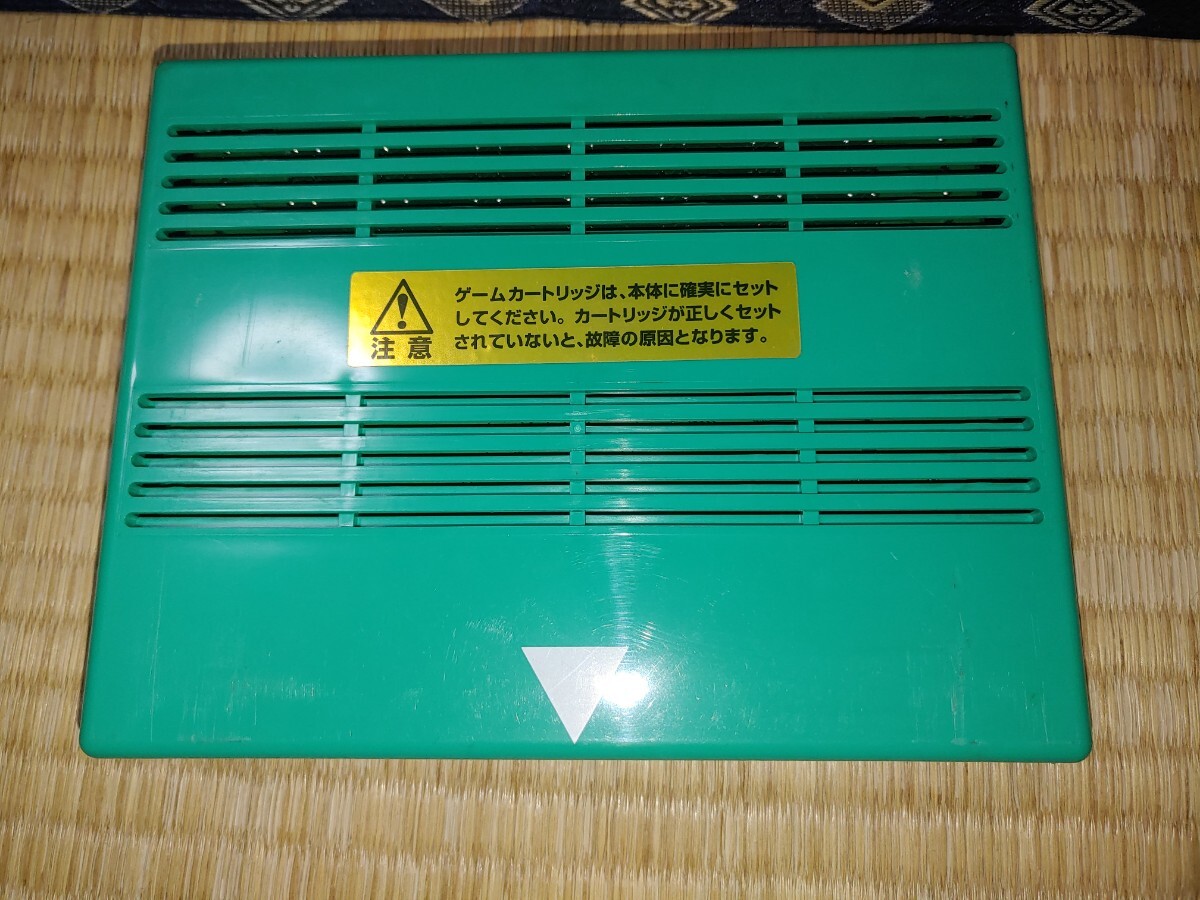 注意
ゲームカートリッジは、本体に確実にセット
してください。カートリッジが正しくセット
されていないと、故障の原因となります。